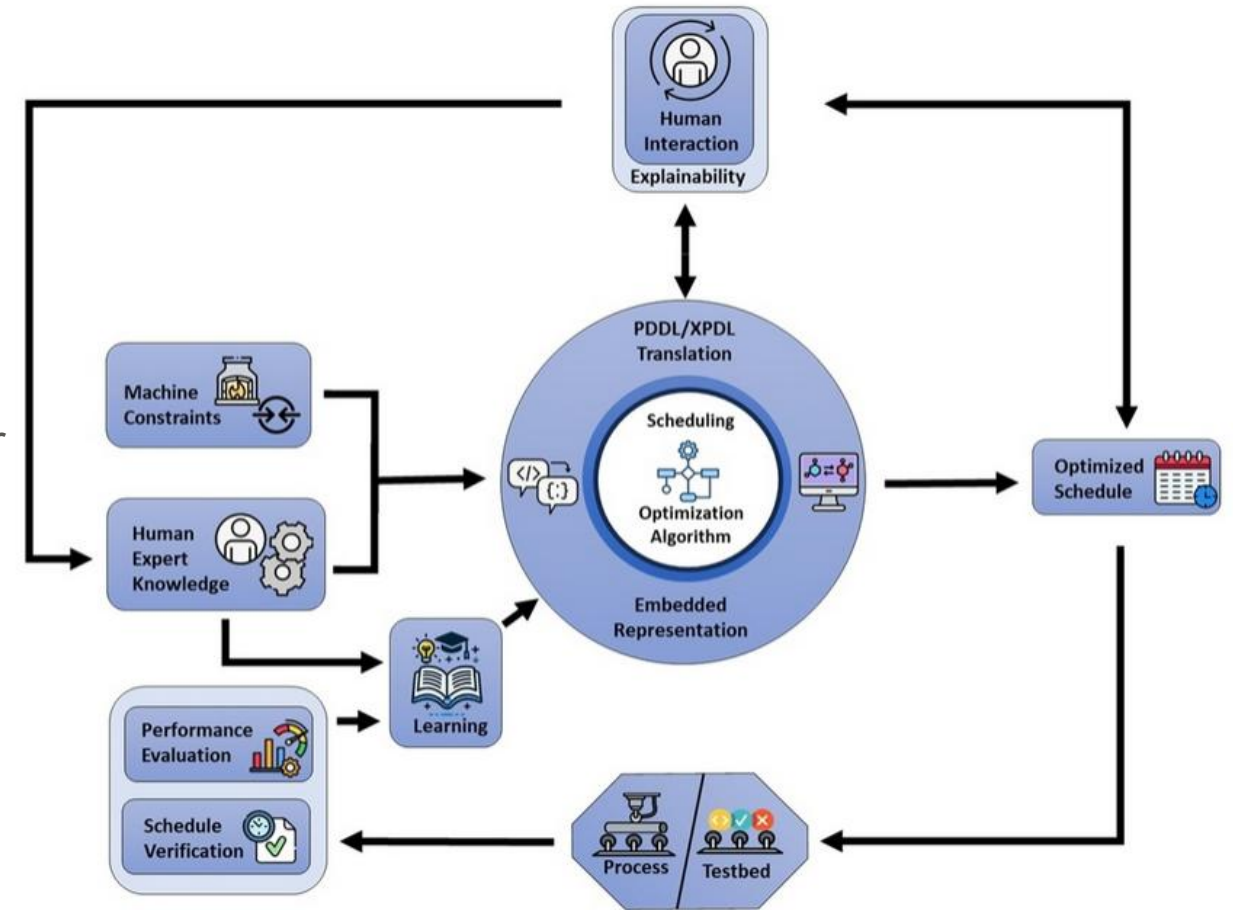 Human
Interaction
Explainability
PDDL/XPDL
Translation
Machine
Constraints
Scheduling
Optimization
Algorithm
Optimized
Schedule
Human
Expert
Knowledge
Embedded
Representation
Learning
Performance
Evaluation
Schedule
Verification
Process
Testbed